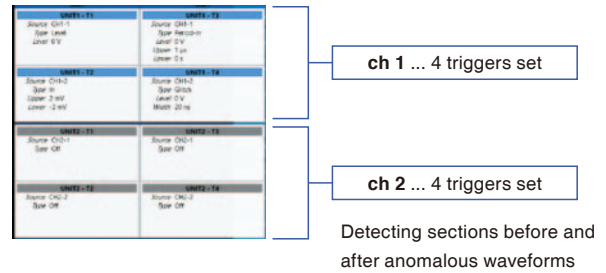 UNIT1 - T1
Source CH1-1
Type Level
Level 0 V
UNIT1 - T3
Source CH1-1
Type Period-In
Level 0 V
Upper 1 µs
Lower 0 s
UNIT1 - T2
Source CH1-2
Type In
Upper 2 mV
Lower -2 mV
UNIT1 - T4
Source CH1-2
Type Glitch
Level 0 V
Width 20 ns
UNIT2 - T1
Source CH2-1
Type Off
UNIT2 - T3
Source CH2-1
Type Off
UNIT2 - T2
Source CH2-2
Type Off
UNIT2 - T4
Source CH2-2
Type Off
ch 1 ... 4 triggers set
ch 2 ... 4 triggers set
Detecting sections before and
after anomalous waveforms